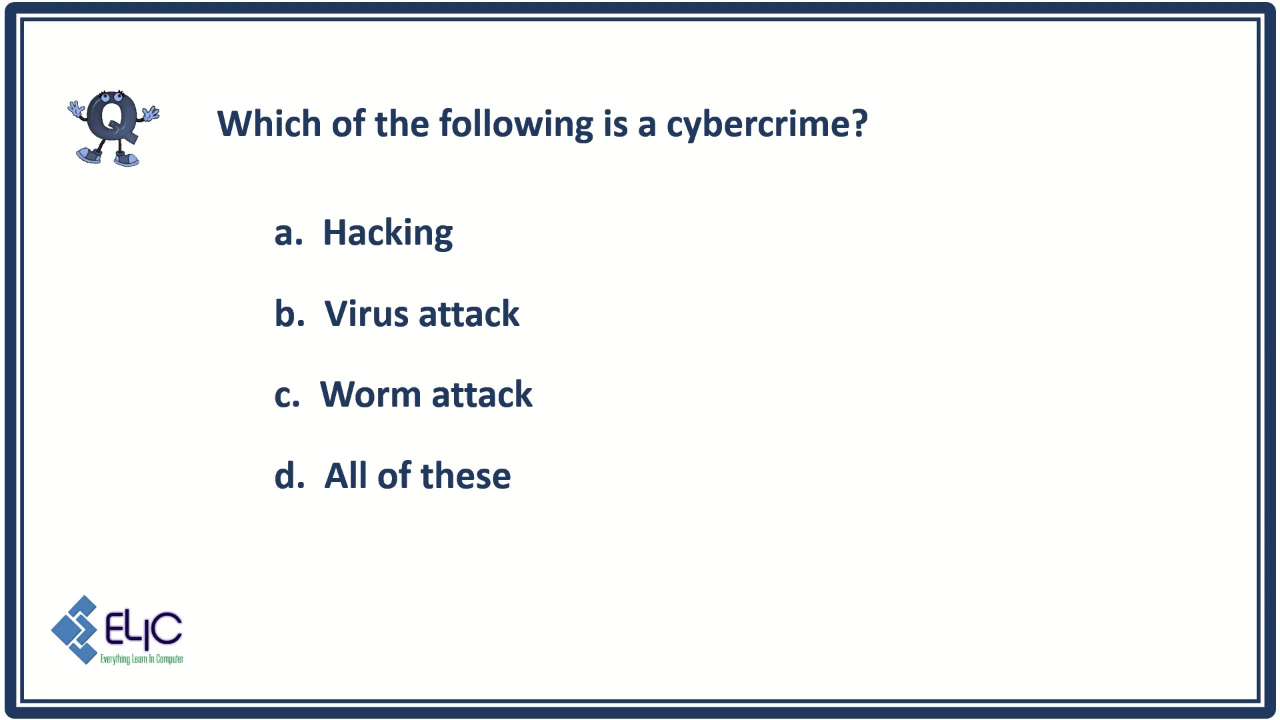 Q
Which of the following is a cybercrime?
a. Hacking
b. Virus attack
c. Worm attack
d. All of these
ELIC
Everything Learn In Computer